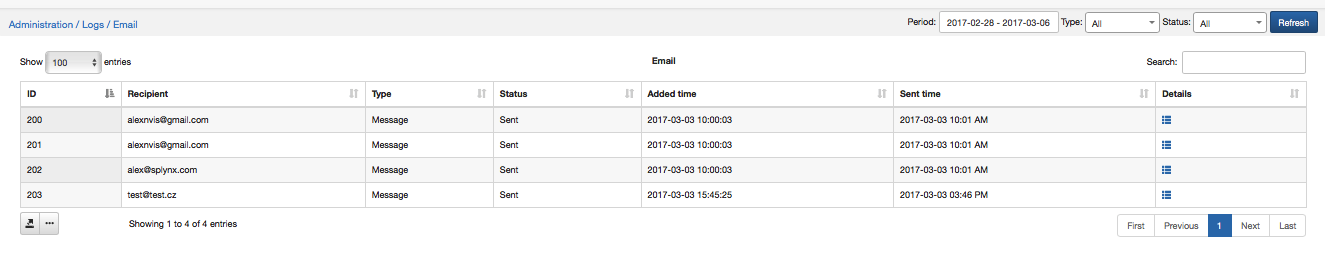 Administration / Logs / Email Period: 2017-02-28 - 2017-03-06 Type: All Status: All Refresh
Show 100 entries Email Search:
ID Recipient Type Status Added time Sent time Details
200 alexnvis@gmail.com Message Sent 2017-03-03 10:00:03 2017-03-03 10:01 AM
201 alexnvis@gmail.com Message Sent 2017-03-03 10:00:03 2017-03-03 10:01 AM
202 alex@splynx.com Message Sent 2017-03-03 10:00:03 2017-03-03 10:01 AM
203 test@test.cz Message Sent 2017-03-03 15:45:25 2017-03-03 03:46 PM
Showing 1 to 4 of 4 entries First Previous 1 Next Last